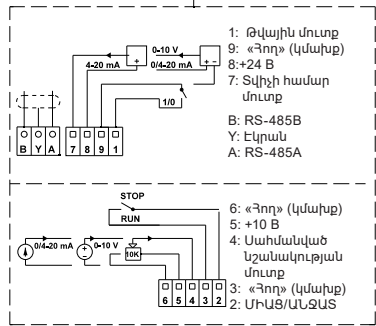 0-10 V
4-20 mA
0/4-20 mA
+
+ -
1/0
B Y A
7 8 9 1
1: Թվային մուտք
9: «Հող» (կմախք)
8:+24 В
7: Տվիչի համար
մուտք
B: RS-485B
Y: Էկրան
A: RS-485A
STOP
RUN
0/4-20 mA
0-10 V
10K
6 5 4 3 2
6: «Հող» (կմախք)
5: +10 В
4: Սահմանված
նշանակության
մուտք
3: «Հող» (կմախք)
2: ՄԻԱՑ/ԱՆՋԱՏ